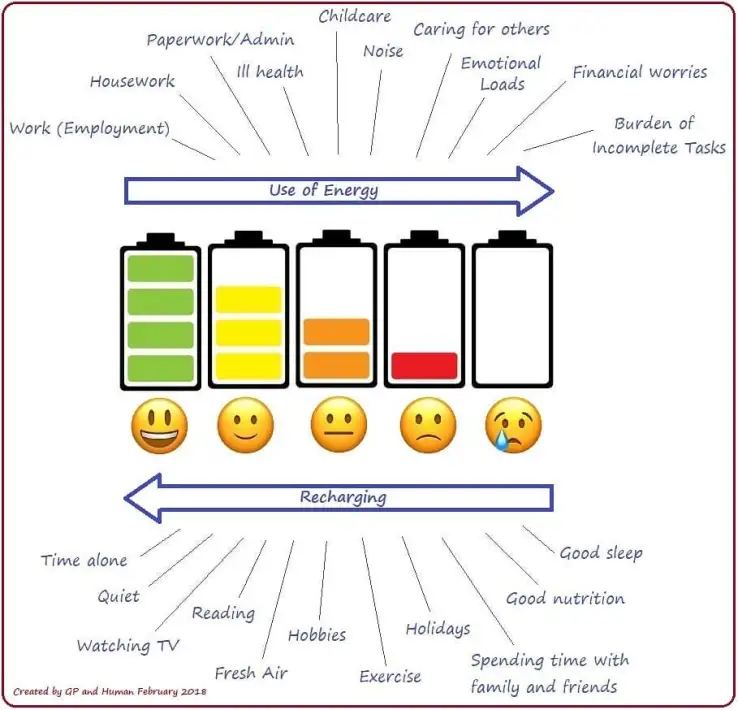 Childcare
Caring for others
Paperwork/Admin
Noise
Ill health
Emotional
Loads
Financial worries
Housework
Work (Employment)
Burden of
Incomplete Tasks
Use of Energy
Recharging
Time alone
Good sleep
Quiet
Good nutrition
Reading
Holidays
Watching TV
Hobbies
Spending time with
family and friends
Fresh Air
Exercise
Created by GP and Human February 2018